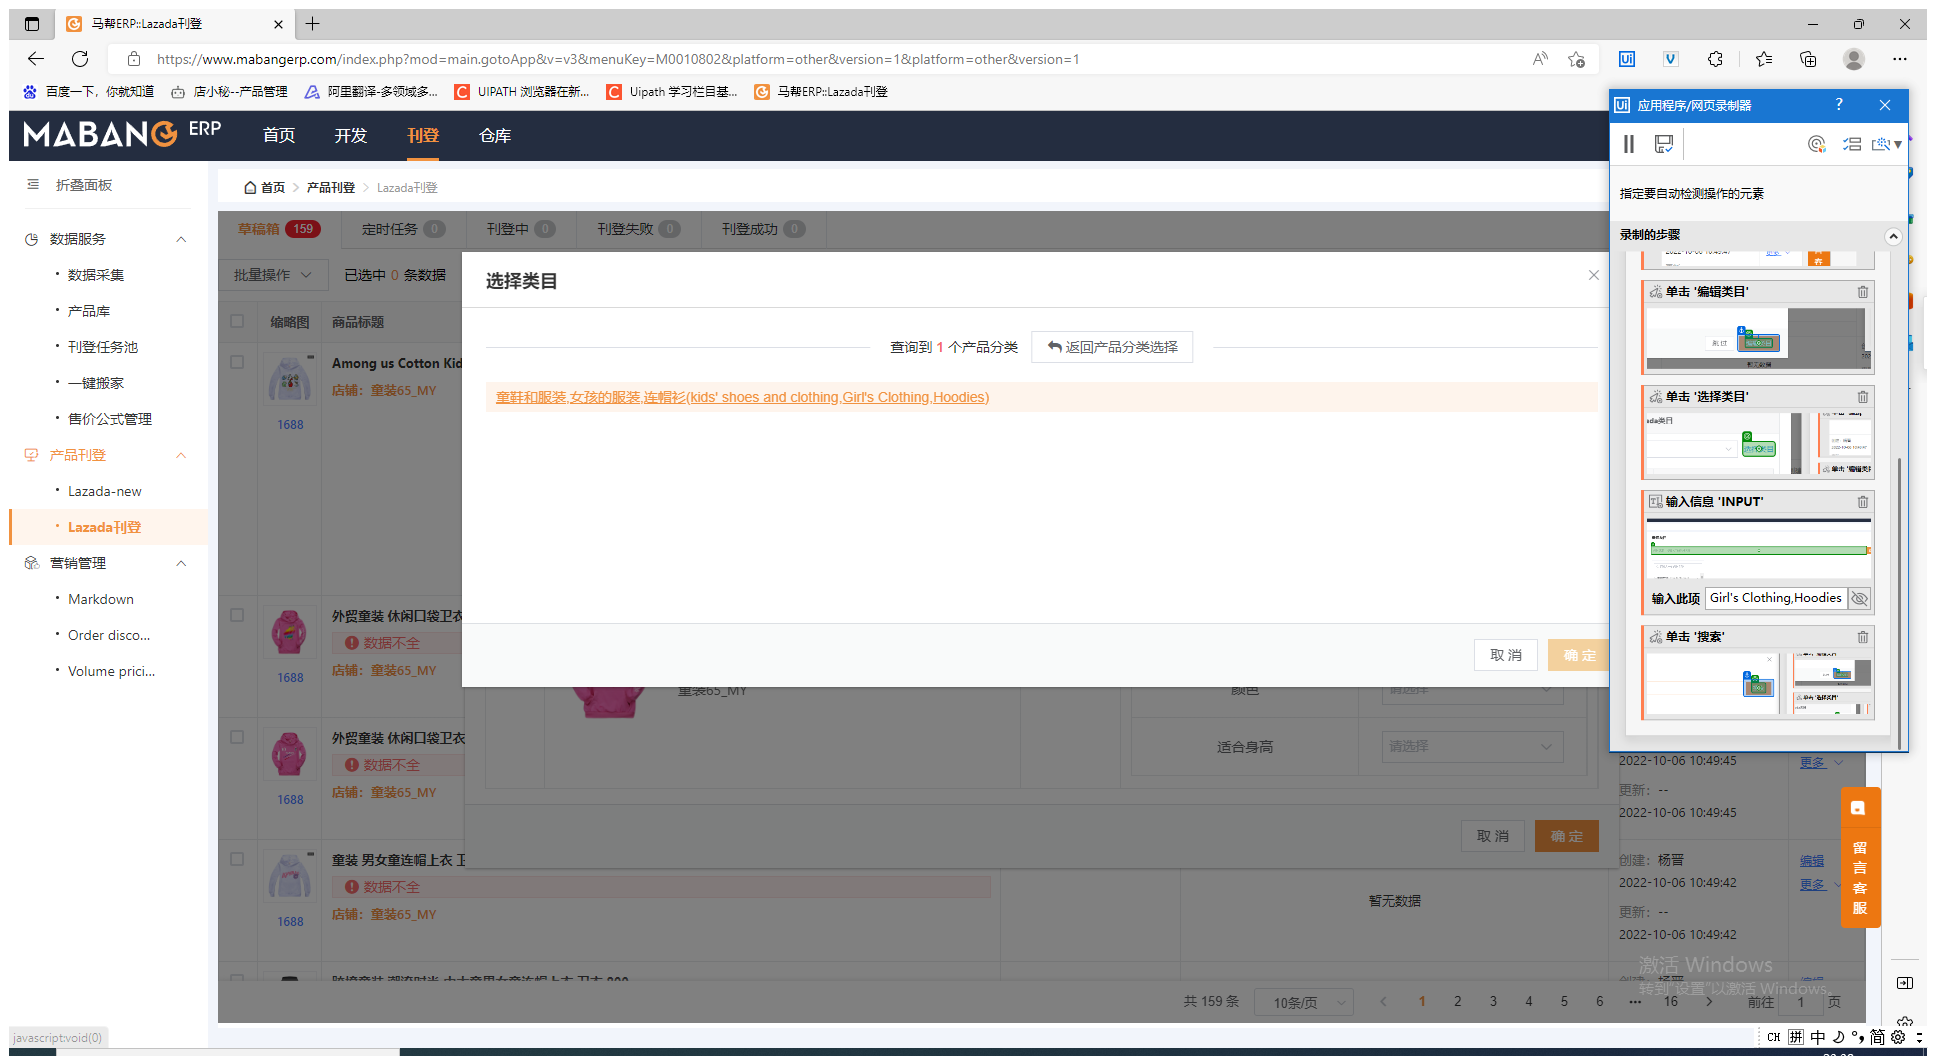 马帮ERP::Lazada刊登
https://www.mabangerp.com/index.php?mod=main.gotoApp&v=v3&menuKey=M0010802&platform=other&version=1&platform=other&version=1
百度一下，你就知道 店小秘--产品管理 阿里翻译-多领域多... UIPATH 浏览器在新... Uipath 学习栏目基... 马帮ERP::Lazada刊登
MABANG ERP 首页 开发 刊登 仓库
折叠面板
数据服务
数据采集
产品库
刊登任务池
一键搬家
售价公式管理
产品刊登
Lazada-new
Lazada刊登
营销管理
Markdown
Order disco...
Volume prici...
javascript:void(0)
首页 > 产品刊登 > Lazada刊登
草稿箱 159 定时任务 0 刊登中 0 刊登失败 0 刊登成功 0
批量操作 已选中 0 条数据
缩略图 商品标题
Among us Cotton Kid
店铺：童装65_MY
1688
外贸童装 休闲口袋卫衣
数据不全
店铺：童装65_MY
1688
外贸童装 休闲口袋卫衣
数据不全
店铺：童装65_MY
1688
童装 男女童连帽上衣 卫
数据不全
店铺：童装65_MY
1688
选择类目
查询到 1 个产品分类 返回产品分类选择
童鞋和服装,女孩的服装,连帽衫(kids' shoes and clothing,Girl's Clothing,Hoodies)
取消 确定
童装65_MY
颜色 请选择
适合身高 请选择
取消 确定
暂无数据
2022-10-06 10:49:45 更多
更新：--
2022-10-06 10:49:45
创建：杨晋 编辑
2022-10-06 10:49:42 更多
更新：--
2022-10-06 10:49:42
留言客服
共 159 条 10条/页 < 1 2 3 4 5 6 ··· 16 > 前往 1 页
激活 Windows
转到"设置"以激活 Windows。
Ui 应用程序/网页录制器 ?
指定要自动检测操作的元素
录制的步骤
单击 '编辑类目'
单击 '选择类目'
输入信息 'INPUT'
输入此项 Girl's Clothing,Hoodies
单击 '搜索'
CH 拼 中 简